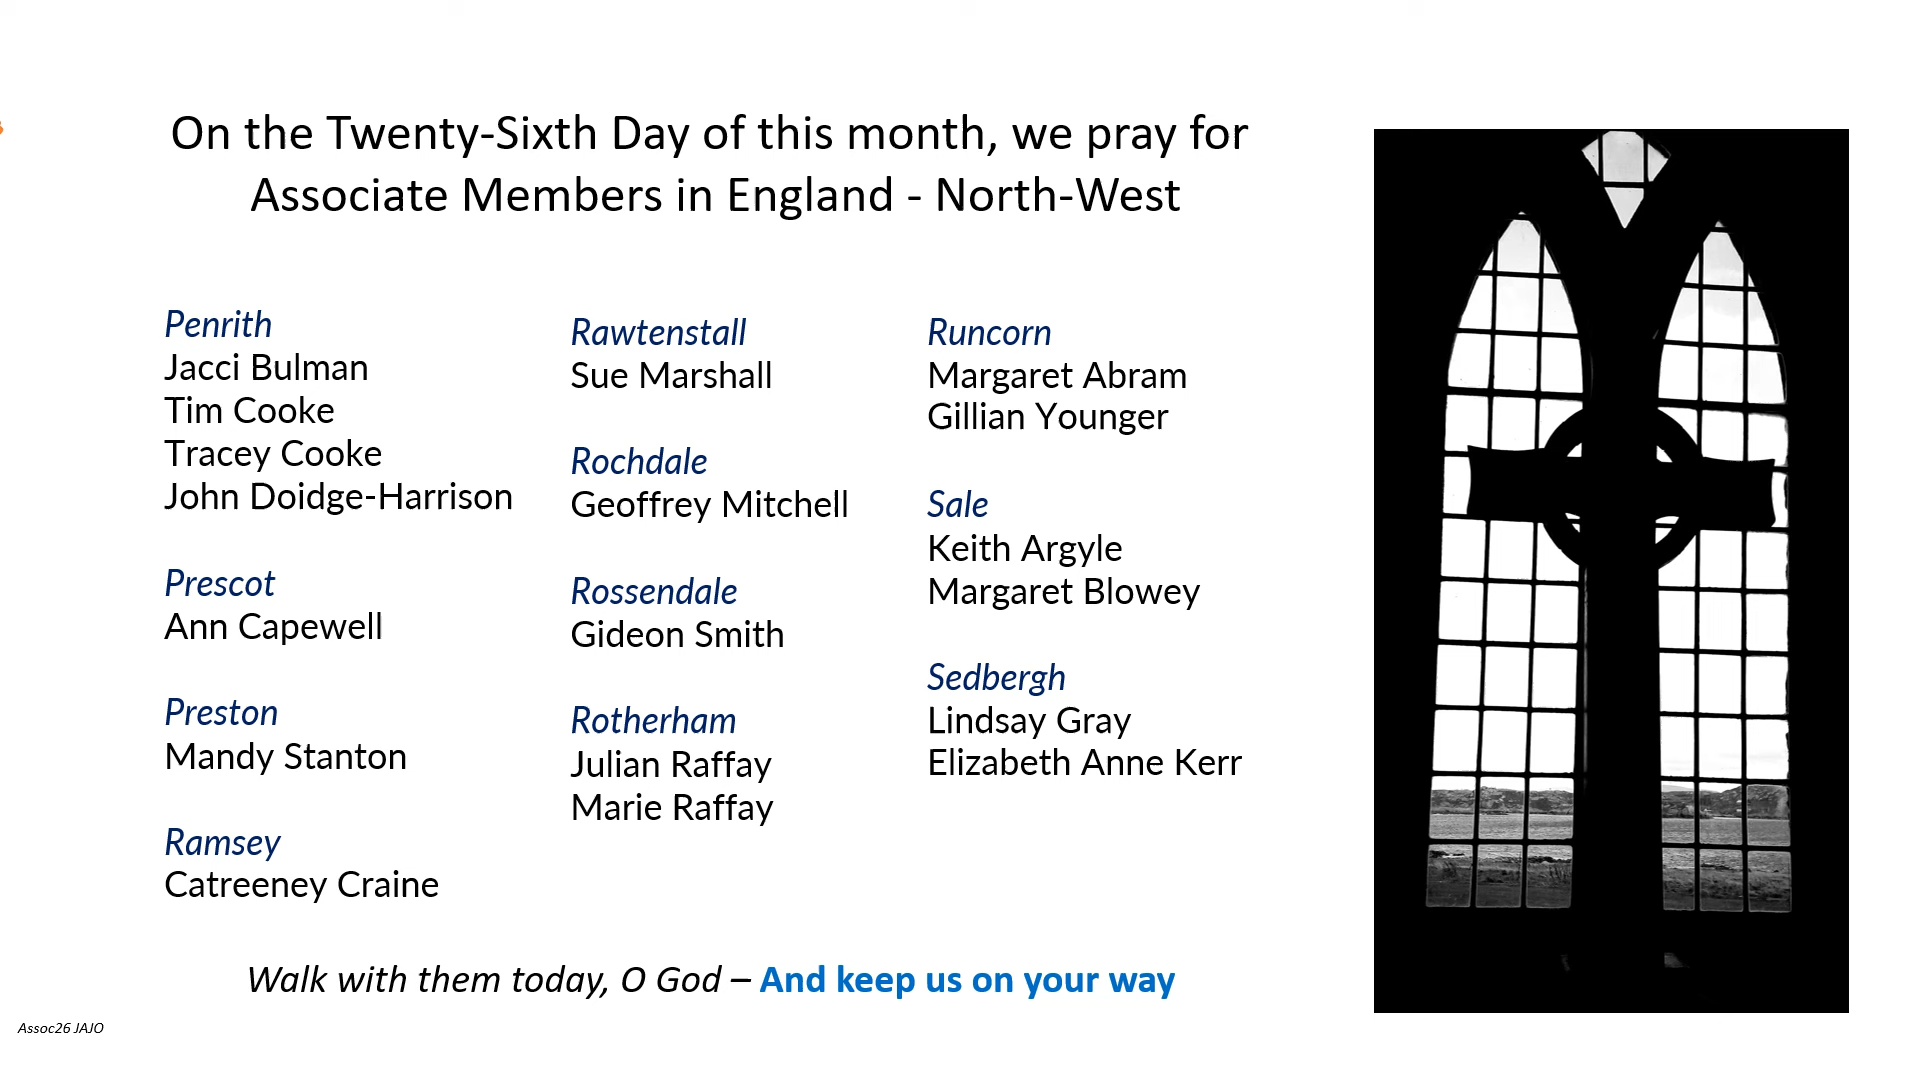 On the Twenty-Sixth Day of this month, we pray for
Associate Members in England - North-West
Penrith
Jacci Bulman
Tim Cooke
Tracey Cooke
John Doidge-Harrison
Prescot
Ann Capewell
Preston
Mandy Stanton
Ramsey
Catreeney Craine
Rawtenstall
Sue Marshall
Rochdale
Geoffrey Mitchell
Rossendale
Gideon Smith
Rotherham
Julian Raffay
Marie Raffay
Runcorn
Margaret Abram
Gillian Younger
Sale
Keith Argyle
Margaret Blowey
Sedbergh
Lindsay Gray
Elizabeth Anne Kerr
Walk with them today, O God – And keep us on your way
Assoc26 JAJO